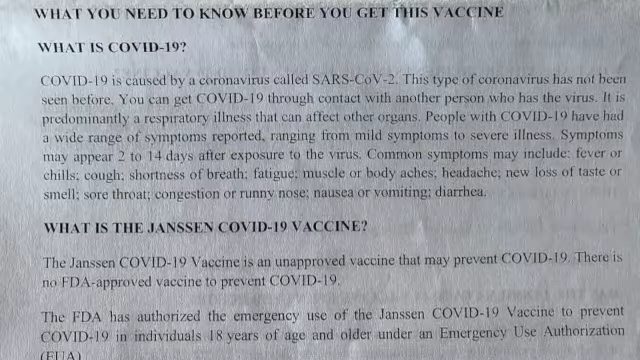 WHAT YOU NEED TO KNOW BEFORE YOU GET THIS VACCINE
WHAT IS COVID-19?
COVID-19 is caused by a coronavirus called SARS-CoV-2. This type of coronavirus has not been
seen before. You can get COVID-19 through contact with another person who has the virus. It is
predominantly a respiratory illness that can affect other organs. People with COVID-19 have had
a wide range of symptoms reported, ranging from mild symptoms to severe illness. Symptoms
may appear 2 to 14 days after exposure to the virus. Common symptoms may include: fever or
chills; cough; shortness of breath; fatigue; muscle or body aches; headache; new loss of taste or
smell; sore throat; congestion or runny nose; nausea or vomiting; diarrhea.
WHAT IS THE JANSSEN COVID-19 VACCINE?
The Janssen COVID-19 Vaccine is an unapproved vaccine that may prevent COVID-19. There is
no FDA-approved vaccine to prevent COVID-19.
The FDA has authorized the emergency use of the Janssen COVID-19 Vaccine to prevent
COVID-19 in individuals 18 years of age and older under an Emergency Use Authorization
(EUA)